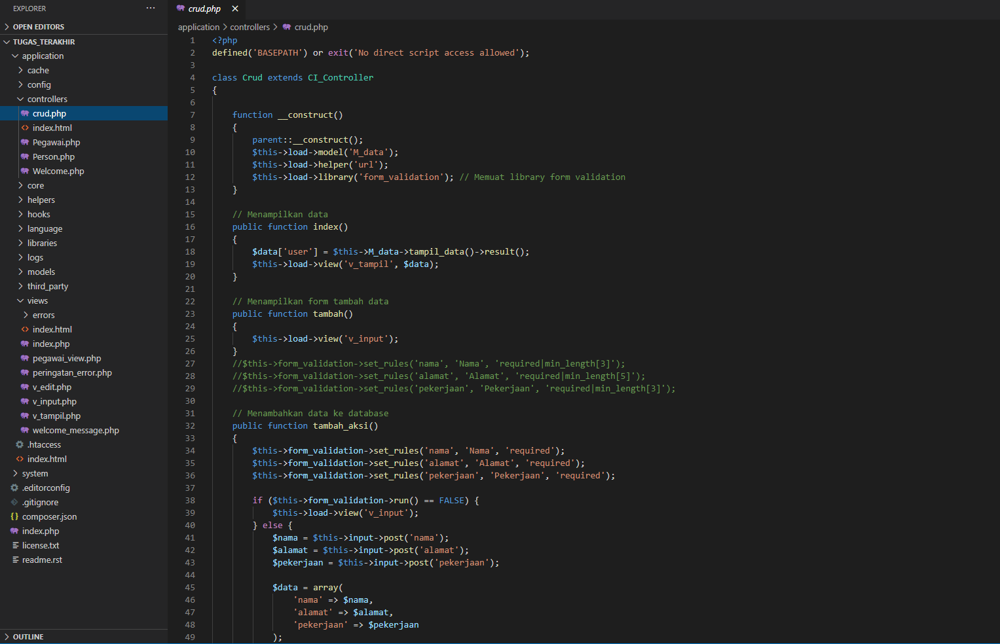 EXPLORER
OPEN EDITORS
TUGAS_TERAKHIR
application
cache
config
controllers
crud.php
index.html
Pegawai.php
Person.php
Welcome.php
core
helpers
hooks
language
libraries
logs
models
third_party
views
errors
index.html
index.php
pegawai_view.php
peringatan_error.php
v_edit.php
v_input.php
v_tampil.php
welcome_message.php
.htaccess
index.html
system
.editorconfig
.gitignore
composer.json
index.php
license.txt
readme.rst
OUTLINE
crud.php
application > controllers > crud.php
1 <?php
2 defined('BASEPATH') or exit('No direct script access allowed');
3
4 class Crud extends CI_Controller
5 {
6
7     function __construct()
8     {
9         parent::__construct();
10         $this->load->model('M_data');
11         $this->load->helper('url');
12         $this->load->library('form_validation'); // Memuat library form validation
13     }
14
15     // Menampilkan data
16     public function index()
17     {
18         $data['user'] = $this->M_data->tampil_data()->result();
19         $this->load->view('v_tampil', $data);
20     }
21
22     // Menampilkan form tambah data
23     public function tambah()
24     {
25         $this->load->view('v_input');
26     }
27     //$this->form_validation->set_rules('nama', 'Nama', 'required|min_length[3]');
28     //$this->form_validation->set_rules('alamat', 'Alamat', 'required|min_length[5]');
29     //$this->form_validation->set_rules('pekerjaan', 'Pekerjaan', 'required|min_length[3]');
30
31     // Menambahkan data ke database
32     public function tambah_aksi()
33     {
34         $this->form_validation->set_rules('nama', 'Nama', 'required');
35         $this->form_validation->set_rules('alamat', 'Alamat', 'required');
36         $this->form_validation->set_rules('pekerjaan', 'Pekerjaan', 'required');
37
38         if ($this->form_validation->run() == FALSE) {
39             $this->load->view('v_input');
40         } else {
41             $nama = $this->input->post('nama');
42             $alamat = $this->input->post('alamat');
43             $pekerjaan = $this->input->post('pekerjaan');
44
45             $data = array(
46                 'nama' => $nama,
47                 'alamat' => $alamat,
48                 'pekerjaan' => $pekerjaan
49             );